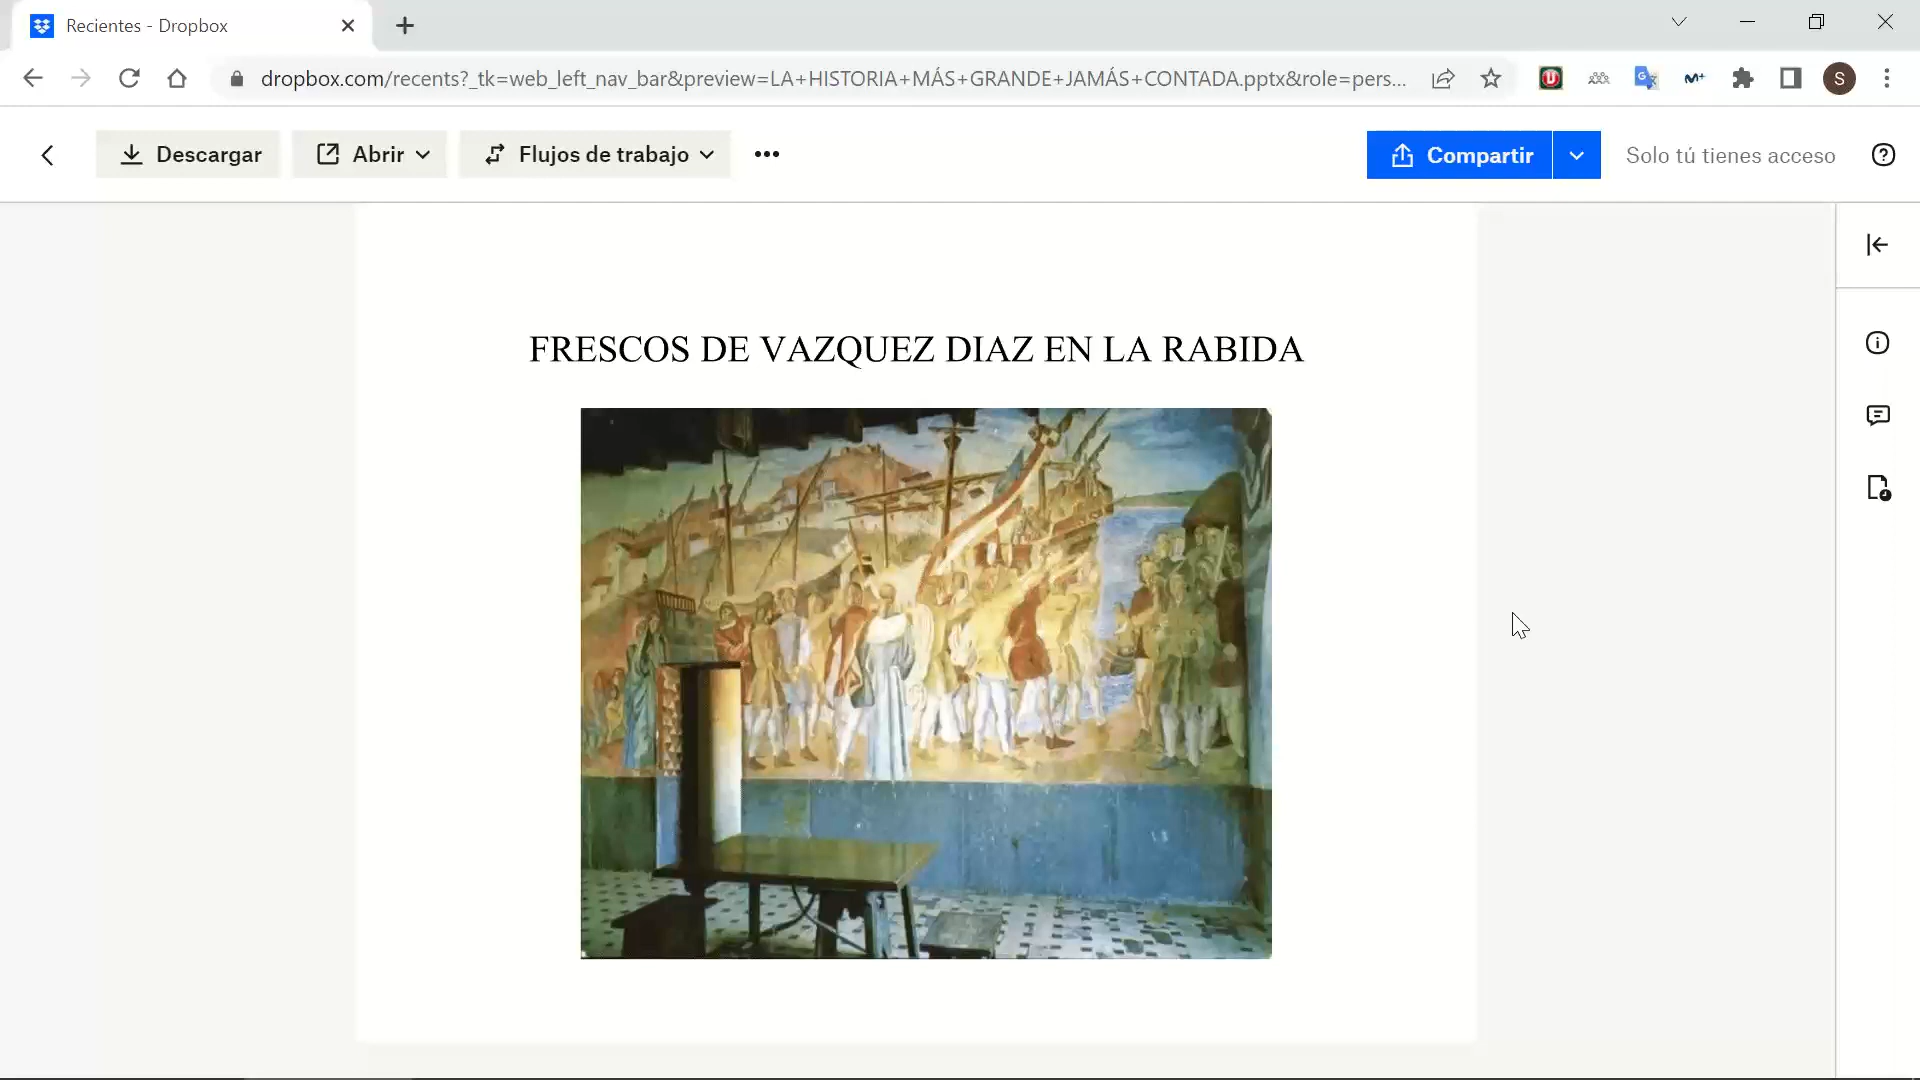 Recientes - Dropbox
dropbox.com/recents?_tk=web_left_nav_bar&preview=LA+HISTORIA+MÁS+GRANDE+JAMÁS+CONTADA.pptx&role=pers...
S
Descargar
Abrir
Flujos de trabajo
Compartir
Solo tú tienes acceso
FRESCOS DE VAZQUEZ DIAZ EN LA RABIDA